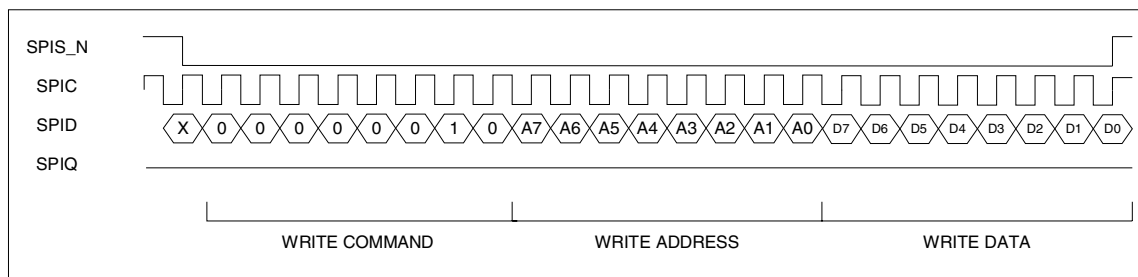 SPIS_N
SPIC
SPID X 0 0 0 0 0 0 1 0 A7 A6 A5 A4 A3 A2 A1 A0 D7 D6 D5 D4 D3 D2 D1 D0
SPIQ
WRITE COMMAND WRITE ADDRESS WRITE DATA